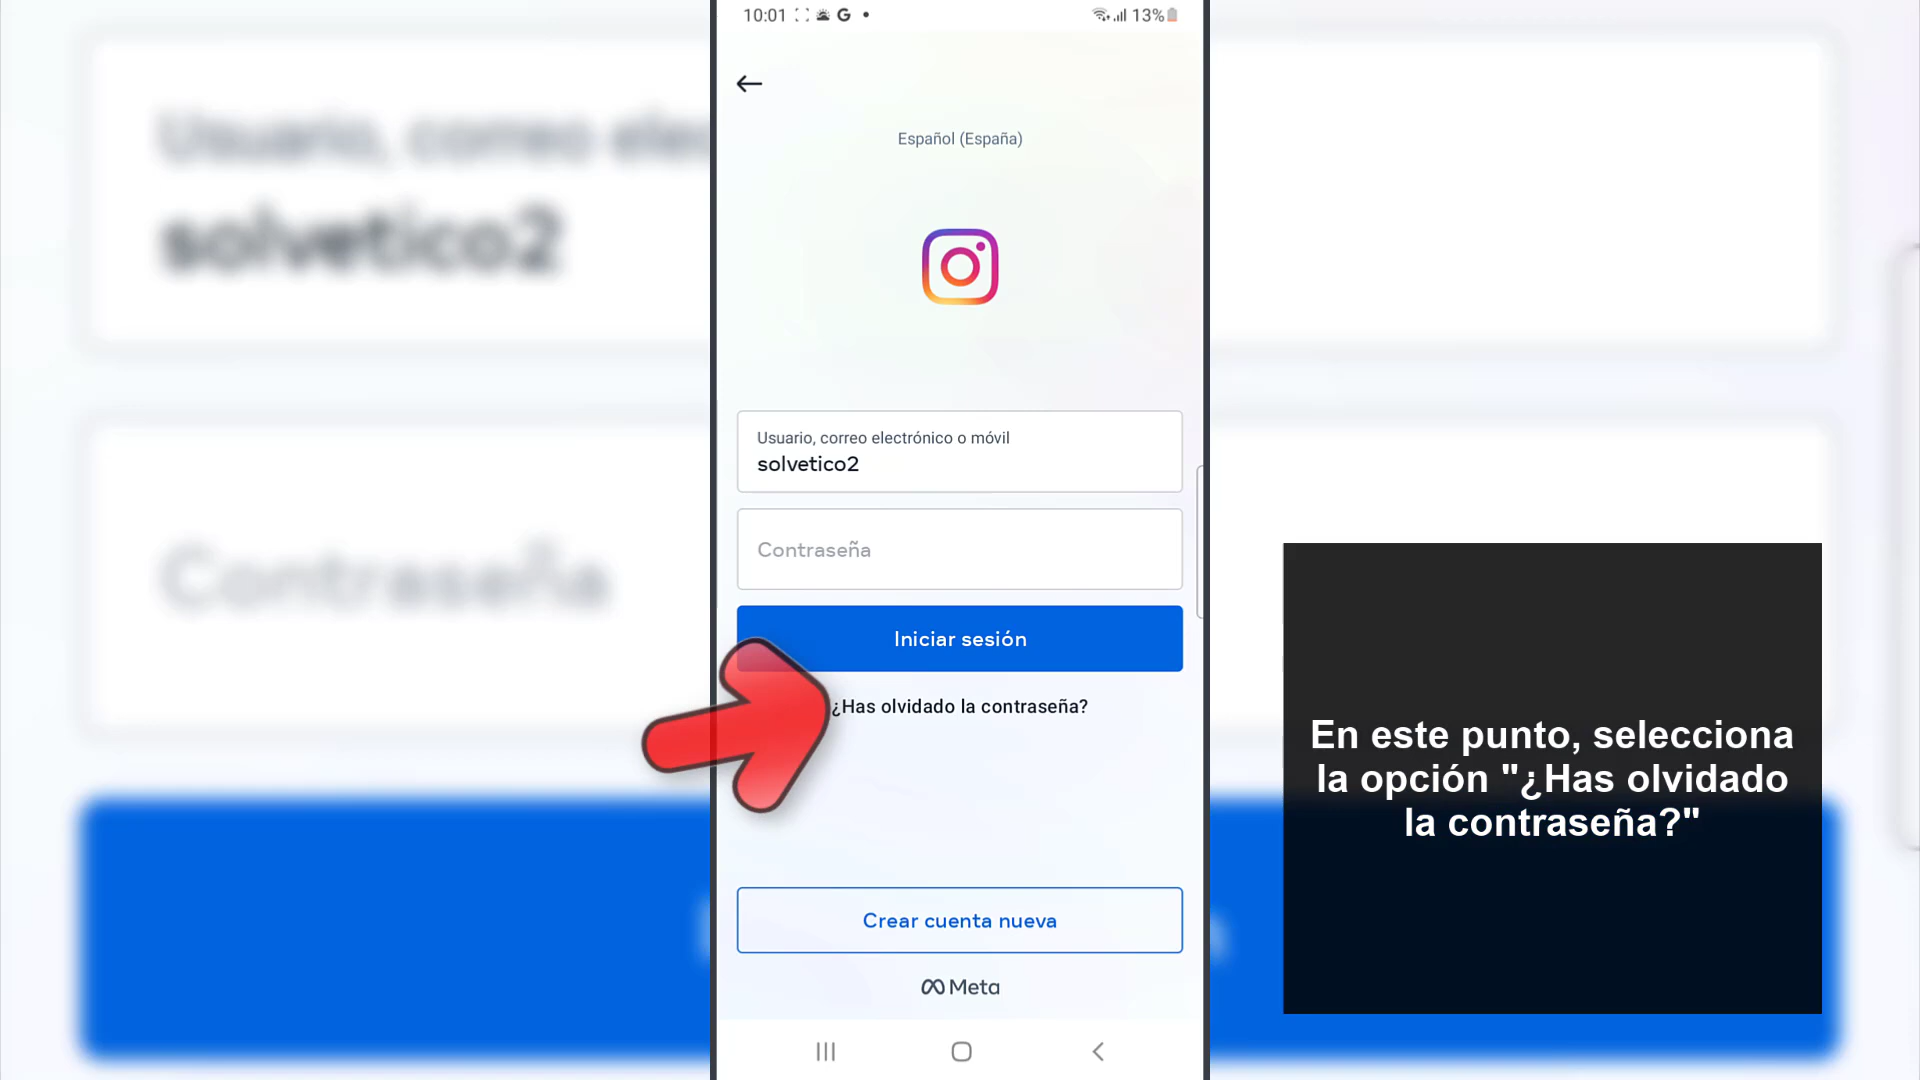 10:01
13%
Español (España)
Usuario, correo elec
solvetico2
Contraseña
Usuario, correo electrónico o móvil
solvetico2
Contraseña
Iniciar sesión
¿Has olvidado la contraseña?
Crear cuenta nueva
Meta
En este punto, selecciona
la opción "¿Has olvidado
la contraseña?"